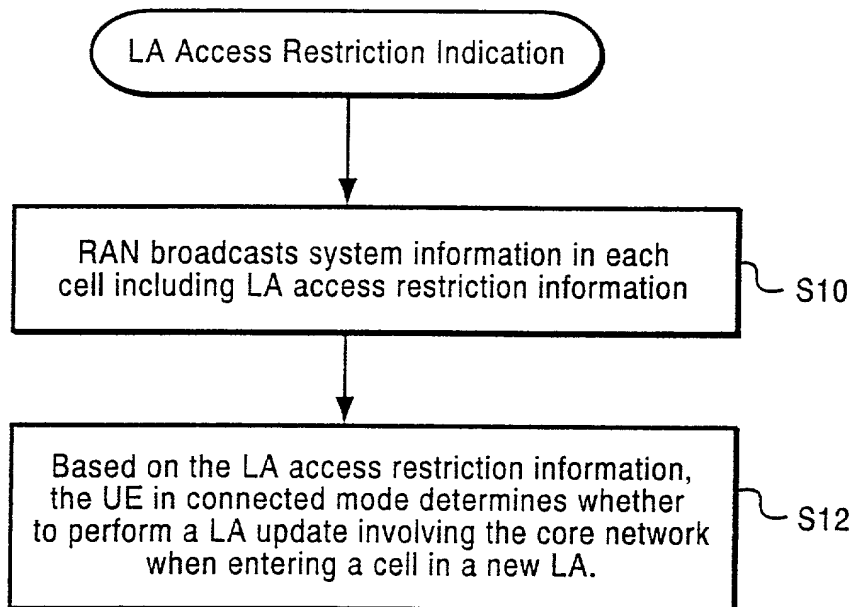 LA Access Restriction Indication
RAN broadcasts system information in each
cell including LA access restriction information
S10
Based on the LA access restriction information,
the UE in connected mode determines whether
to perform a LA update involving the core network
when entering a cell in a new LA.
S12